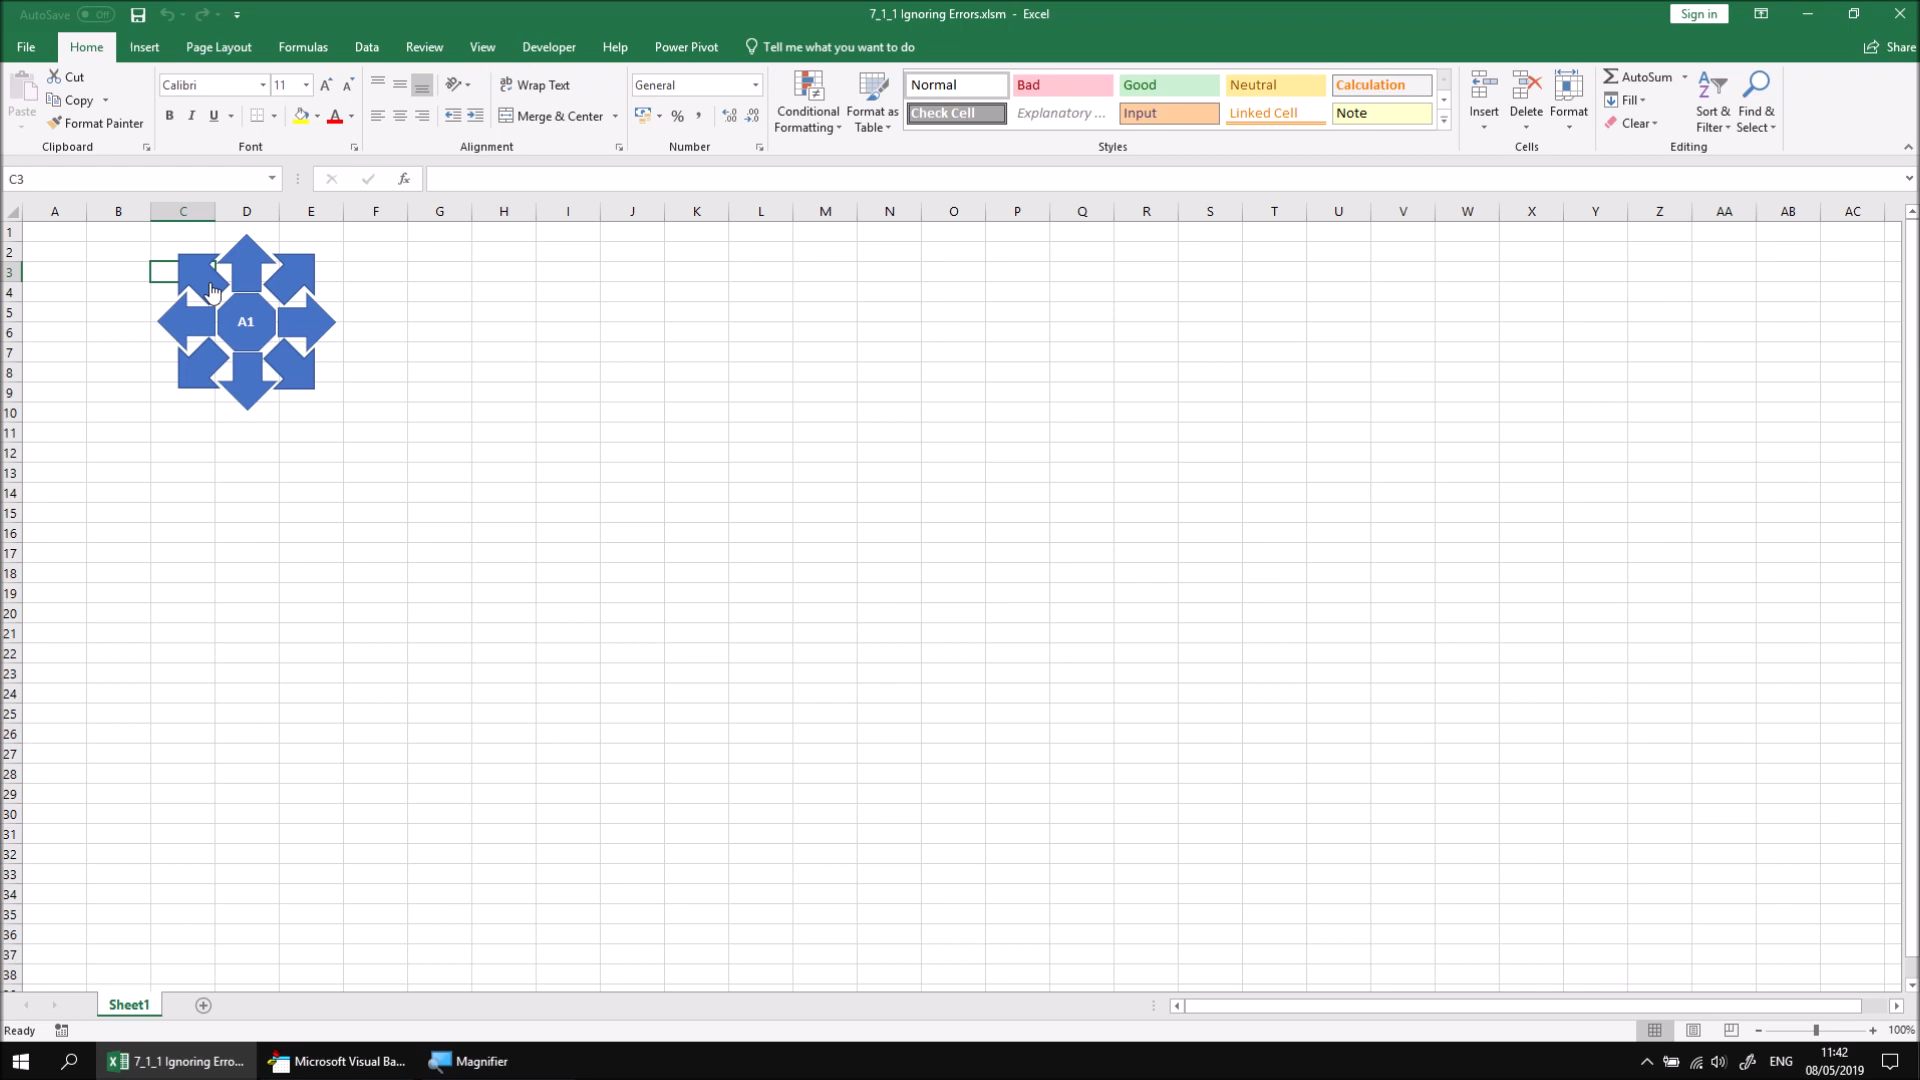 AutoSave Off
7_1_1 Ignoring Errors.xlsm - Excel
Sign in
File Home Insert Page Layout Formulas Data Review View Developer Help Power Pivot Tell me what you want to do Share
Paste
Cut
Copy
Format Painter
Clipboard
Calibri 11
B I U
Font
Wrap Text
Merge & Center
Alignment
General
Number
Conditional Formatting
Format as Table
Normal Bad Good Neutral Calculation
Check Cell Explanatory ... Input Linked Cell Note
Styles
Insert Delete Format
Cells
AutoSum
Fill
Clear
Sort & Filter
Find & Select
Editing
C3
fx
A B C D E F G H I J K L M N O P Q R S T U V W X Y Z AA AB AC
1
2
3
4
5
6
7
8
9
10
11
12
13
14
15
16
17
18
19
20
21
22
23
24
25
26
27
28
29
30
31
32
33
34
35
36
37
38
A1
Sheet1
Ready
100%
7_1_1 Ignoring Erro...
Microsoft Visual Ba...
Magnifier
ENG
11:42
08/05/2019